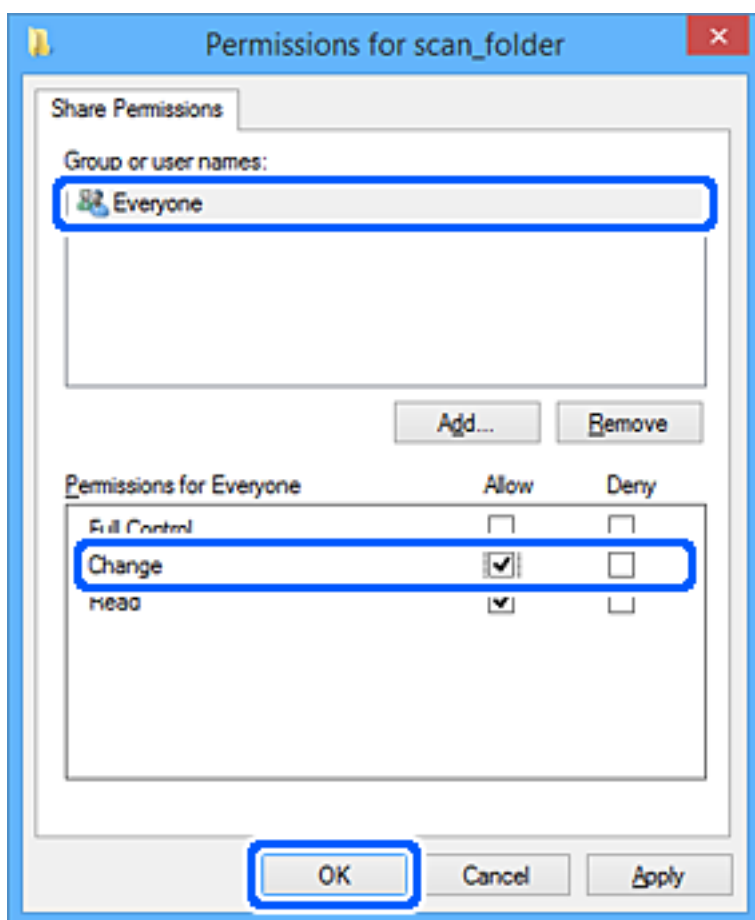 Permissions for scan_folder
Share Permissions
Group or user names:
Everyone
Add... Remove
Permissions for Everyone Allow Deny
Full Control
Change
Read
OK Cancel Apply